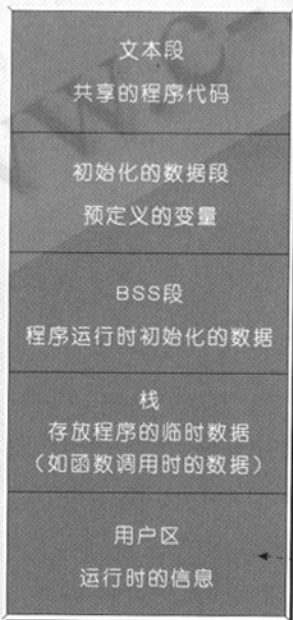 文本段
共享的程序代码
初始化的数据段
预定义的变量
BSS段
程序运行时初始化的数据
栈
存放程序的临时数据
（如函数调用时的数据）
用户区
运行时的信息